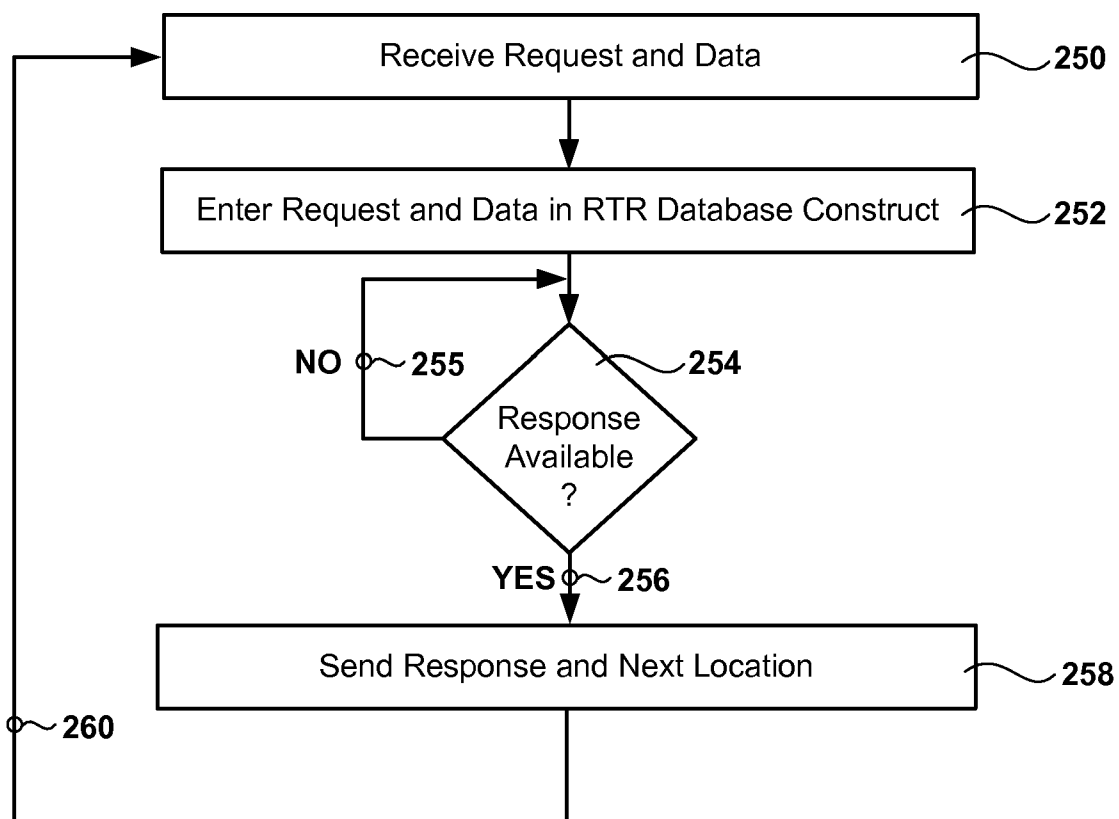 Receive Request and Data
250
Enter Request and Data in RTR Database Construct
252
NO
255
254
Response
Available
?
YES
256
Send Response and Next Location
258
260